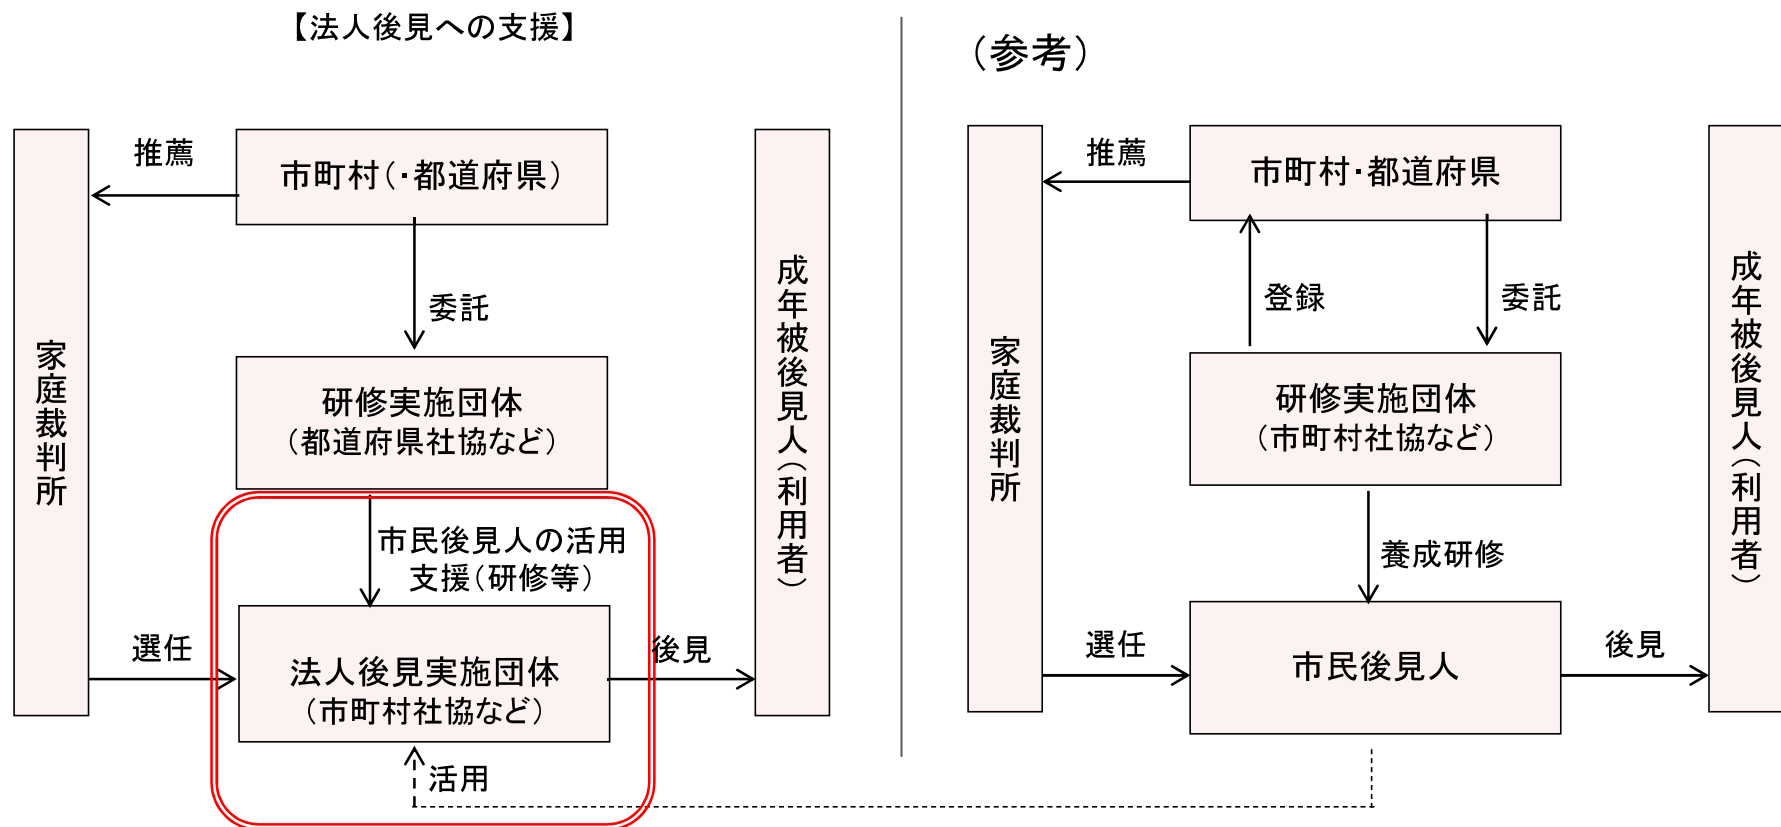 【法人後見への支援】
家庭裁判所
推薦
市町村（・都道府県）
委託
研修実施団体
（都道府県社協など）
市民後見人の活用
支援（研修等）
選任
法人後見実施団体
（市町村社協など）
後見
活用
成年被後見人（利用者）
（参考）
家庭裁判所
推薦
市町村・都道府県
登録
委託
研修実施団体
（市町村社協など）
養成研修
選任
市民後見人
後見
成年被後見人（利用者）